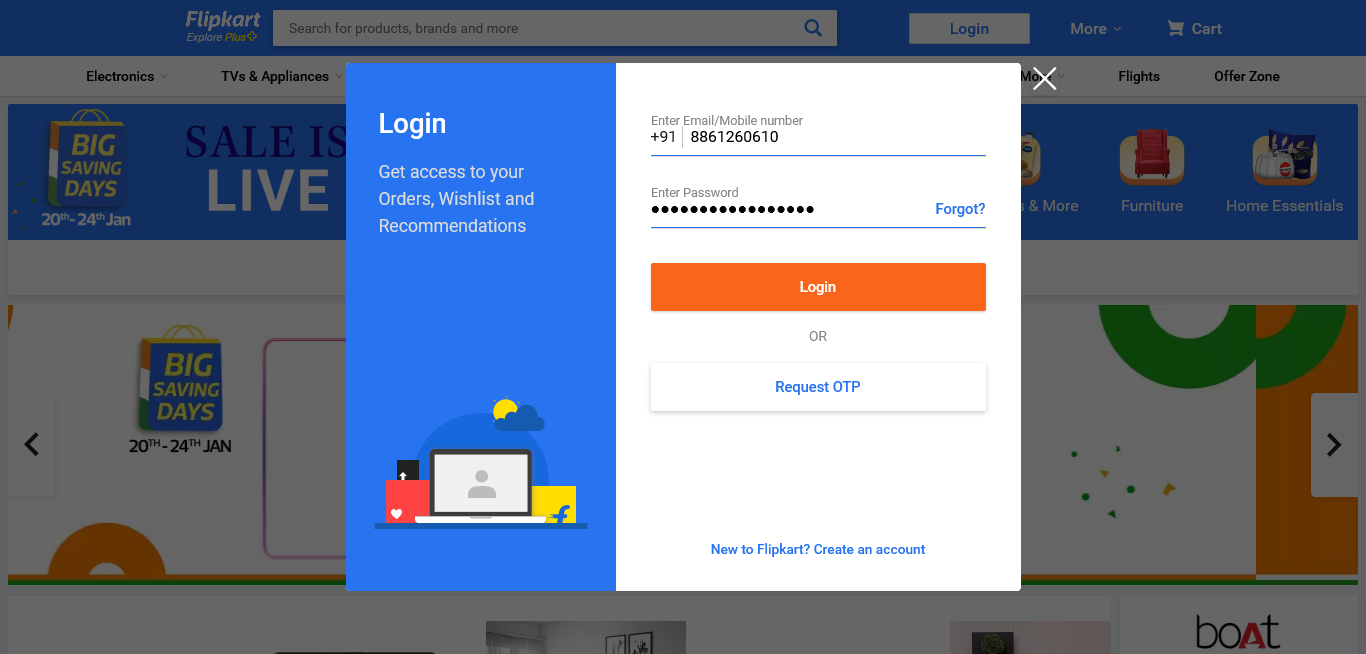 Flipkart
Explore Plus
Search for products, brands and more
Login
More
Cart
Electronics
TVs & Appliances
More
Flights
Offer Zone
BIG
SAVING
DAYS
20th- 24th Jan
SALE IS
LIVE
& More
Furniture
Home Essentials
Login
Get access to your
Orders, Wishlist and
Recommendations
Enter Email/Mobile number
+91 8861260610
Enter Password
Forgot?
Login
OR
Request OTP
New to Flipkart? Create an account
BIG
SAVING
DAYS
20TH - 24TH JAN
boAt